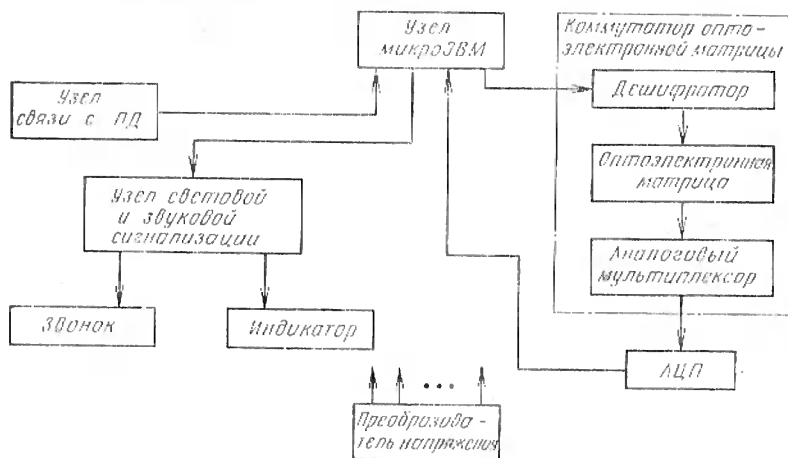 Узел
микроЭВМ
Коммутатор опто-
электронной матрицы
Дешифратор
Узел
связи с ПД
Оптоэлектронная
матрица
Узел световой
и звуковой
сигнализации
Аналоговый
мультиплексор
Звонок
Индикатор
АЦП
Преобразова-
тель напряжения